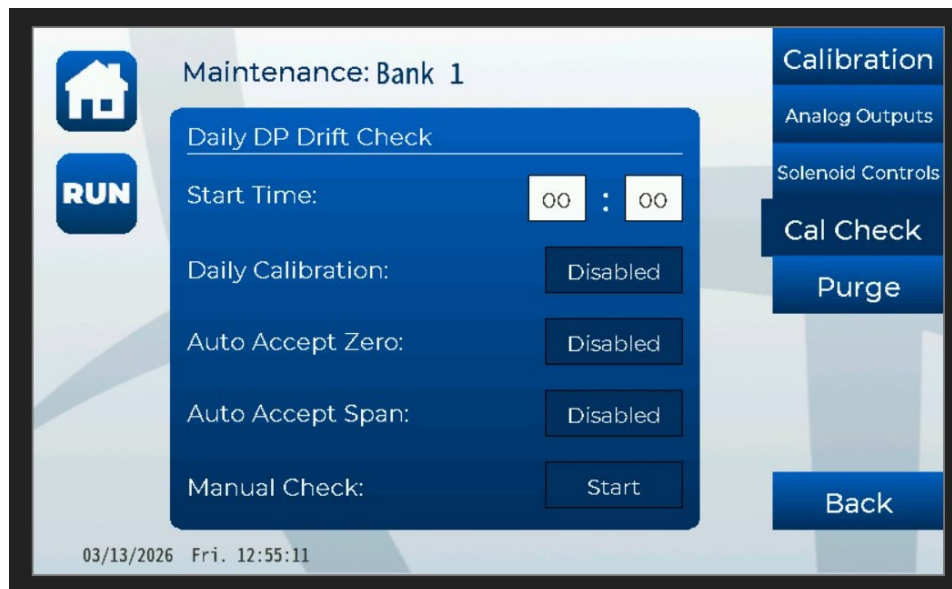 Maintenance: Bank 1
RUN
Daily DP Drift Check
Start Time: 00 : 00
Daily Calibration: Disabled
Auto Accept Zero: Disabled
Auto Accept Span: Disabled
Manual Check: Start
Calibration
Analog Outputs
Solenoid Controls
Cal Check
Purge
Back
03/13/2026 Fri. 12:55:11